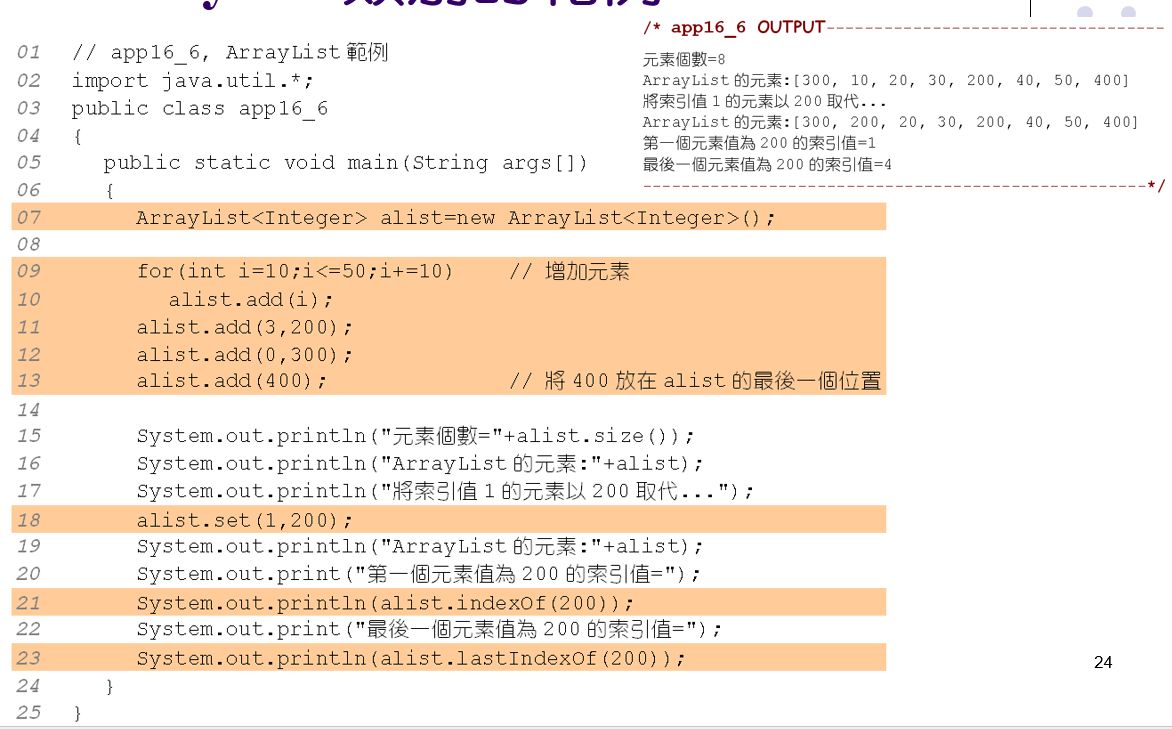 /* app16_6 OUTPUT-----------------------------------
元素個數=8
ArrayList 的元素:[300, 10, 20, 30, 200, 40, 50, 400]
將索引值 1 的元素以 200 取代...
ArrayList 的元素:[300, 200, 20, 30, 200, 40, 50, 400]
第一個元素值為 200 的索引值=1
最後一個元素值為 200 的索引值=4
----------------------------------------------------*/
01 // app16_6, ArrayList 範例
02 import java.util.*;
03 public class app16_6
04 {
05 public static void main(String args[])
06 {
07 ArrayList<Integer> alist=new ArrayList<Integer>();
08
09 for(int i=10;i<=50;i+=10) // 增加元素
10 alist.add(i);
11 alist.add(3,200);
12 alist.add(0,300);
13 alist.add(400); // 將 400 放在 alist 的最後一個位置
14
15 System.out.println("元素個數="+alist.size());
16 System.out.println("ArrayList 的元素:"+alist);
17 System.out.println("將索引值 1 的元素以 200 取代...");
18 alist.set(1,200);
19 System.out.println("ArrayList 的元素:"+alist);
20 System.out.print("第一個元素值為 200 的索引值=");
21 System.out.println(alist.indexOf(200));
22 System.out.print("最後一個元素值為 200 的索引值=");
23 System.out.println(alist.lastIndexOf(200));
24 }
25 }
24